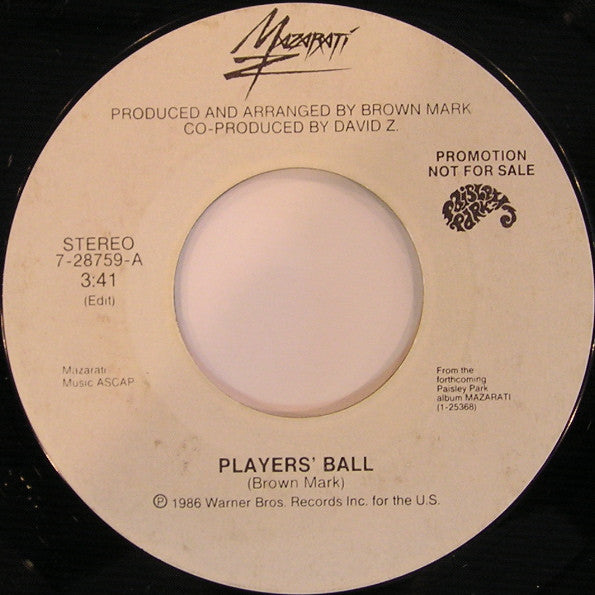 MAZARATI
PRODUCED AND ARRANGED BY BROWN MARK
CO-PRODUCED BY DAVID Z.
PROMOTION
NOT FOR SALE
PAISLEY
PARK
STEREO
7-28759-A
3:41
(Edit)
Mazarati
Music ASCAP
From the
forthcoming
Paisley Park
album MAZARATI
(1-25368)
PLAYERS' BALL
(Brown Mark)
Ⓟ 1986 Warner Bros. Records Inc. for the U.S.